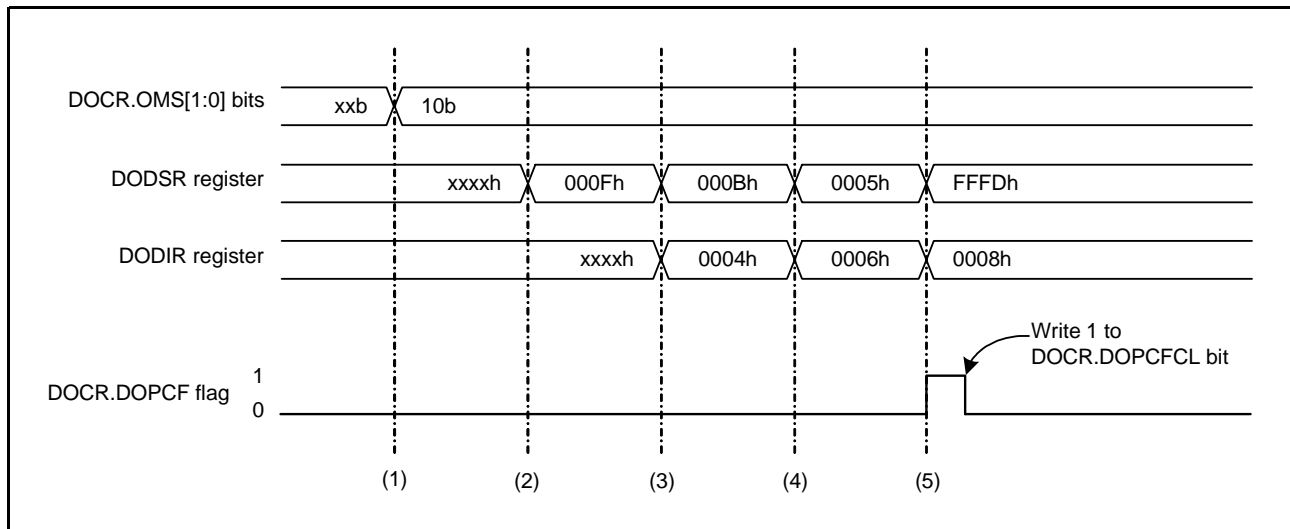 DOCR.OMS[1:0] bits
xxb
10b
DODSR register
xxxxh
000Fh
000Bh
0005h
FFFDh
DODIR register
xxxxh
0004h
0006h
0008h
Write 1 to
DOCR.DOPCFCL bit
DOCR.DOPCF flag
1
0
(1)
(2)
(3)
(4)
(5)